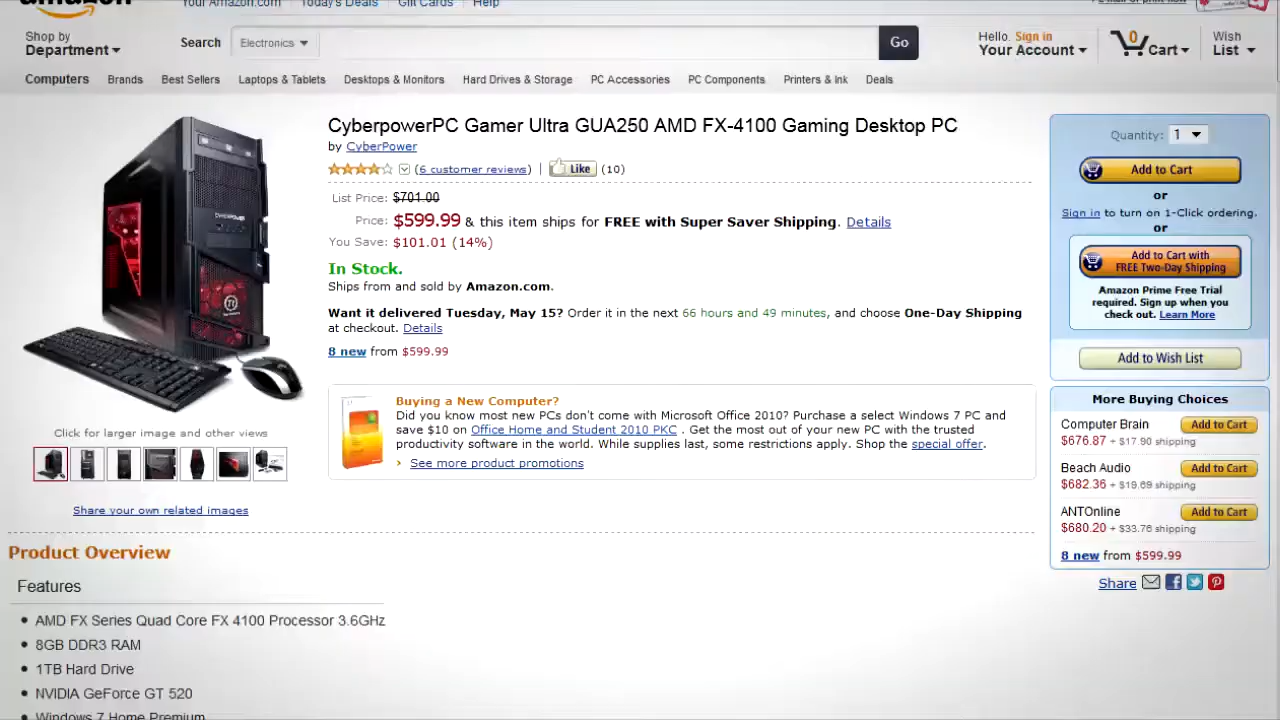 amazon
Your Amazon.com Today's Deals Gift Cards Help
Shop by
Department
Search Electronics Go
Hello. Sign in
Your Account
0
Cart
Wish
List
Computers Brands Best Sellers Laptops & Tablets Desktops & Monitors Hard Drives & Storage PC Accessories PC Components Printers & Ink Deals
CyberpowerPC Gamer Ultra GUA250 AMD FX-4100 Gaming Desktop PC
by CyberPower
(6 customer reviews) | Like (10)
List Price: $701.00
Price: $599.99 & this item ships for FREE with Super Saver Shipping. Details
You Save: $101.01 (14%)
In Stock.
Ships from and sold by Amazon.com.
Want it delivered Tuesday, May 15? Order it in the next 66 hours and 49 minutes, and choose One-Day Shipping
at checkout. Details
8 new from $599.99
Buying a New Computer?
Did you know most new PCs don't come with Microsoft Office 2010? Purchase a select Windows 7 PC and
save $10 on Office Home and Student 2010 PKC . Get the most out of your new PC with the trusted
productivity software in the world. While supplies last, some restrictions apply. Shop the special offer.
› See more product promotions
Click for larger image and other views
Share your own related images
Quantity: 1
Add to Cart
or
Sign in to turn on 1-Click ordering.
or
Add to Cart with
FREE Two-Day Shipping
Amazon Prime Free Trial
required. Sign up when you
check out. Learn More
Add to Wish List
More Buying Choices
Computer Brain Add to Cart
$676.87 + $17.90 shipping
Beach Audio Add to Cart
$682.36 + $19.69 shipping
ANTOnline Add to Cart
$680.20 + $33.76 shipping
8 new from $599.99
Share
Product Overview
Features
• AMD FX Series Quad Core FX 4100 Processor 3.6GHz
• 8GB DDR3 RAM
• 1TB Hard Drive
• NVIDIA GeForce GT 520
• Windows 7 Home Premium